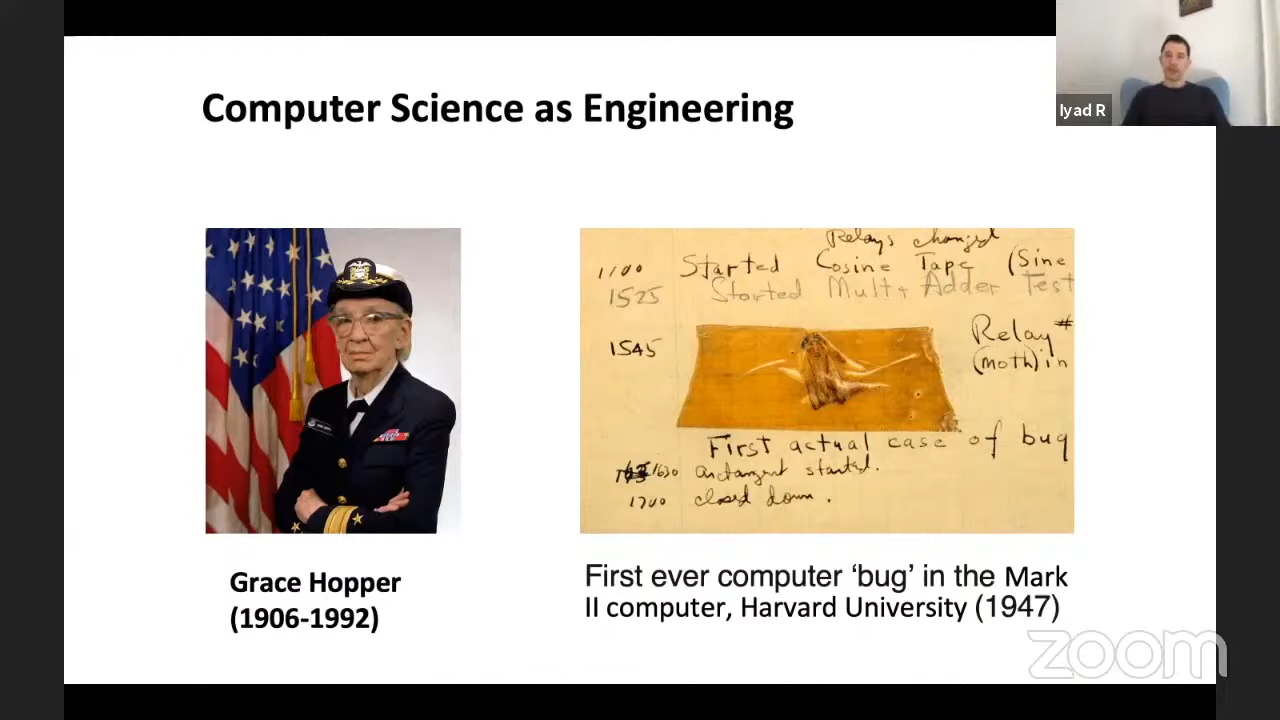 Computer Science as Engineering
Iyad R
Relays changed
1100 Started Cosine Tape (Sine
1525 Started Mult+ Adder Test
1545 Relay #
(moth) in
First actual case of bug
1630 arctangent started.
1700 closed down.
Grace Hopper
(1906-1992)
First ever computer ‘bug’ in the Mark
II computer, Harvard University (1947)
zoom